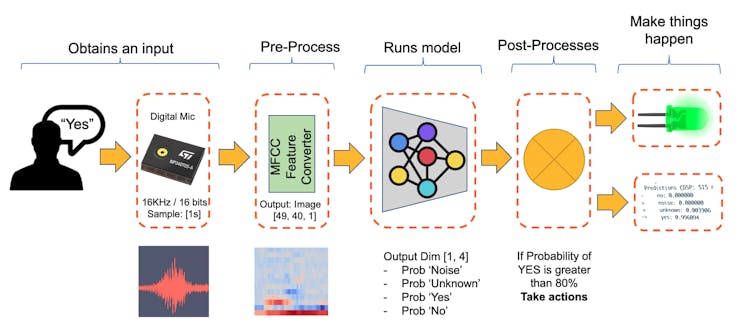 Obtains an input
Pre-Process
Runs model
Post-Processes
Make things
happen
“Yes”
Digital Mic
16KHz / 16 bits
Sample: [1s]
MFCC
Feature
Converter
Output: Image
[49, 40, 1]
Output Dim [1, 4]
- Prob ‘Noise’
- Prob ‘Unknown’
- Prob ‘Yes’
- Prob ‘No’
If Probability of
YES is greater
than 80%
Take actions
Predictions (DSP: 515
no: 0.000000
noise: 0.000000
unknown: 0.003906
yes: 0.996094